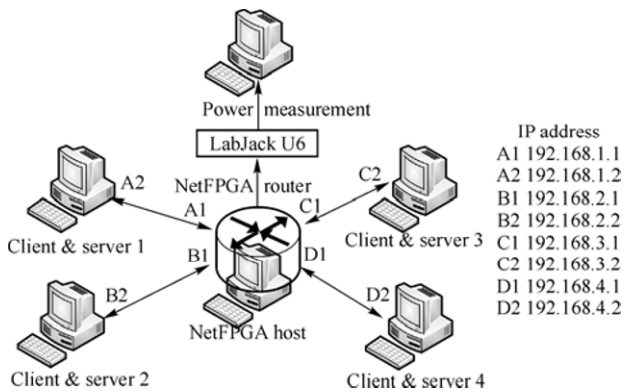 Power measurement
LabJack U6
NetFPGA router
A2
A1
C1
C2
Client & server 1
Client & server 3
B1
D1
B2
D2
NetFPGA host
Client & server 2
Client & server 4
IP address
A1 192.168.1.1
A2 192.168.1.2
B1 192.168.2.1
B2 192.168.2.2
C1 192.168.3.1
C2 192.168.3.2
D1 192.168.4.1
D2 192.168.4.2